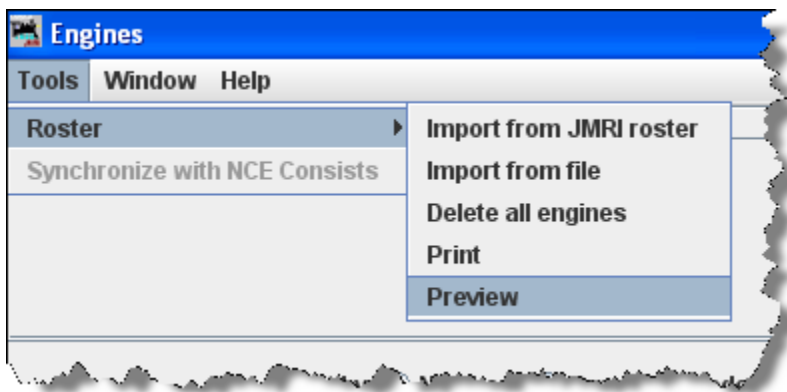 Engines
Tools Window Help
Roster
Synchronize with NCE Consists
Import from JMRI roster
Import from file
Delete all engines
Print
Preview